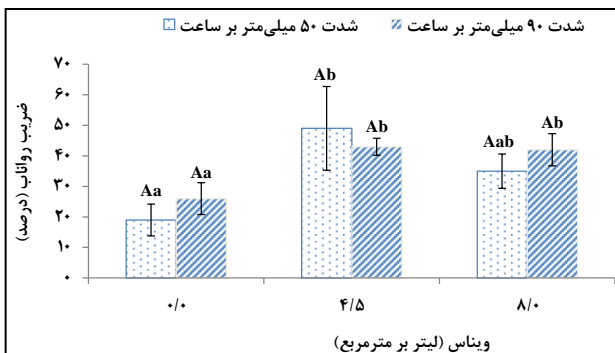 شدت ۵۰ میلی‌متر بر ساعت
شدت ۹۰ میلی‌متر بر ساعت
ضریب رواناب (درصد)
۷۰
۶۰
۵۰
۴۰
۳۰
۲۰
۱۰
۰
Aa
Aa
Ab
Ab
Aab
Ab
۰/۰
۴/۵
۸/۰
ویناس (لیتر بر مترمربع)